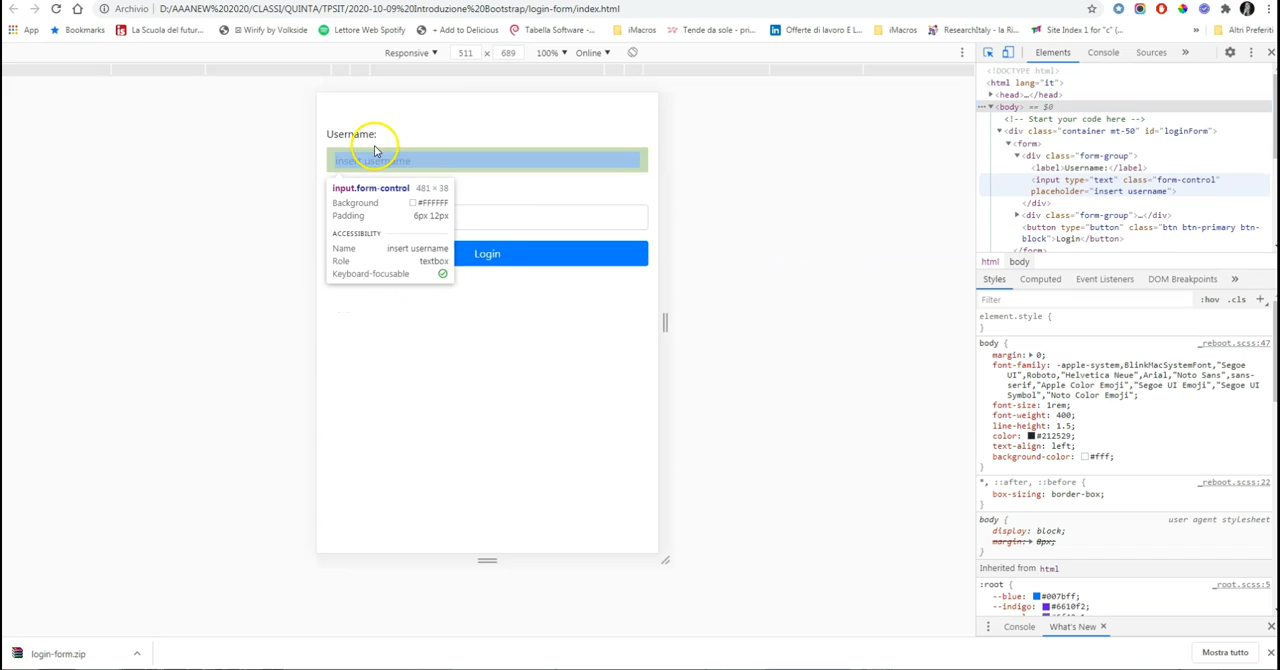 Archivio D:/AAANEW%202020/CLASSI/QUINTA/TPSIT/2020-10-09%20Introduzione%20Bootstrap/login-form/index.html
App Bookmarks La Scuola del futur... Winify by Volkside Lettore Web Spotify + Add to Delicious Tabella Software -... iMacros Tende da sole - pri... Offerte di lavoro E L... iMacros ResearchItaly - la Ri... Site Index 1 for "c" (... » Altri Preferiti
Responsive ▼ 511 × 689 100% ▼ Online ▼
Elements Console Sources »
<!DOCTYPE html>
<html lang="it">
▶<head>…</head>
…▼<body> == $0
<!-- Start your code here -->
▼<div class="container mt-50" id="loginForm">
▼<form>
▼<div class="form-group">
<label>Username:</label>
<input type="text" class="form-control"
placeholder="insert username">
</div>
▶<div class="form-group">…</div>
<button type="button" class="btn btn-primary btn-
block">Login</button>
</form>
html body
Styles Computed Event Listeners DOM Breakpoints »
Filter :hov .cls +
element.style {
}
body { _reboot.scss:47
margin:▶ 0;
font-family: -apple-system,BlinkMacSystemFont,"Segoe
UI",Roboto,"Helvetica Neue",Arial,"Noto Sans",sans-
serif,"Apple Color Emoji","Segoe UI Emoji","Segoe UI
Symbol","Noto Color Emoji";
font-size: 1rem;
font-weight: 400;
line-height: 1.5;
color: #212529;
text-align: left;
background-color: #fff;
}
*, ::after, ::before { _reboot.scss:22
box-sizing: border-box;
}
body { user agent stylesheet
display: block;
margin:▶ 8px;
}
Inherited from html
:root { _root.scss:5
--blue: #007bff;
--indigo: #6610f2;
Console What's New ×
Username:
insert username
input.form-control 481 × 38
Background #FFFFFF
Padding 6px 12px
ACCESSIBILITY
Name insert username
Role textbox
Keyboard-focusable
Login
login-form.zip
Mostra tutto